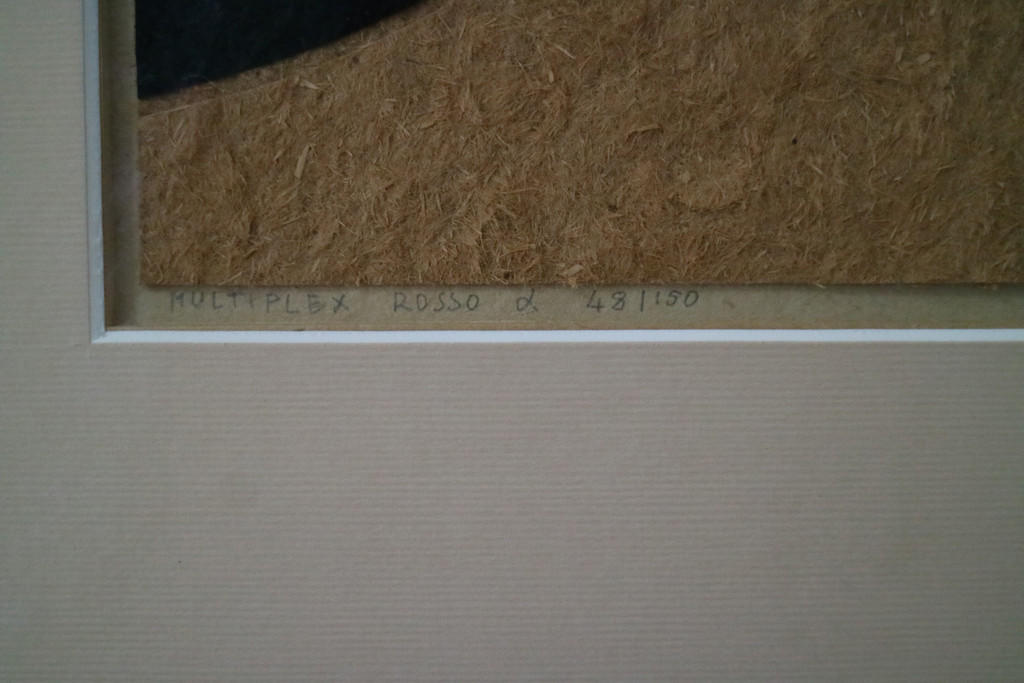 MULTIPLEX ROSSO α 48/150